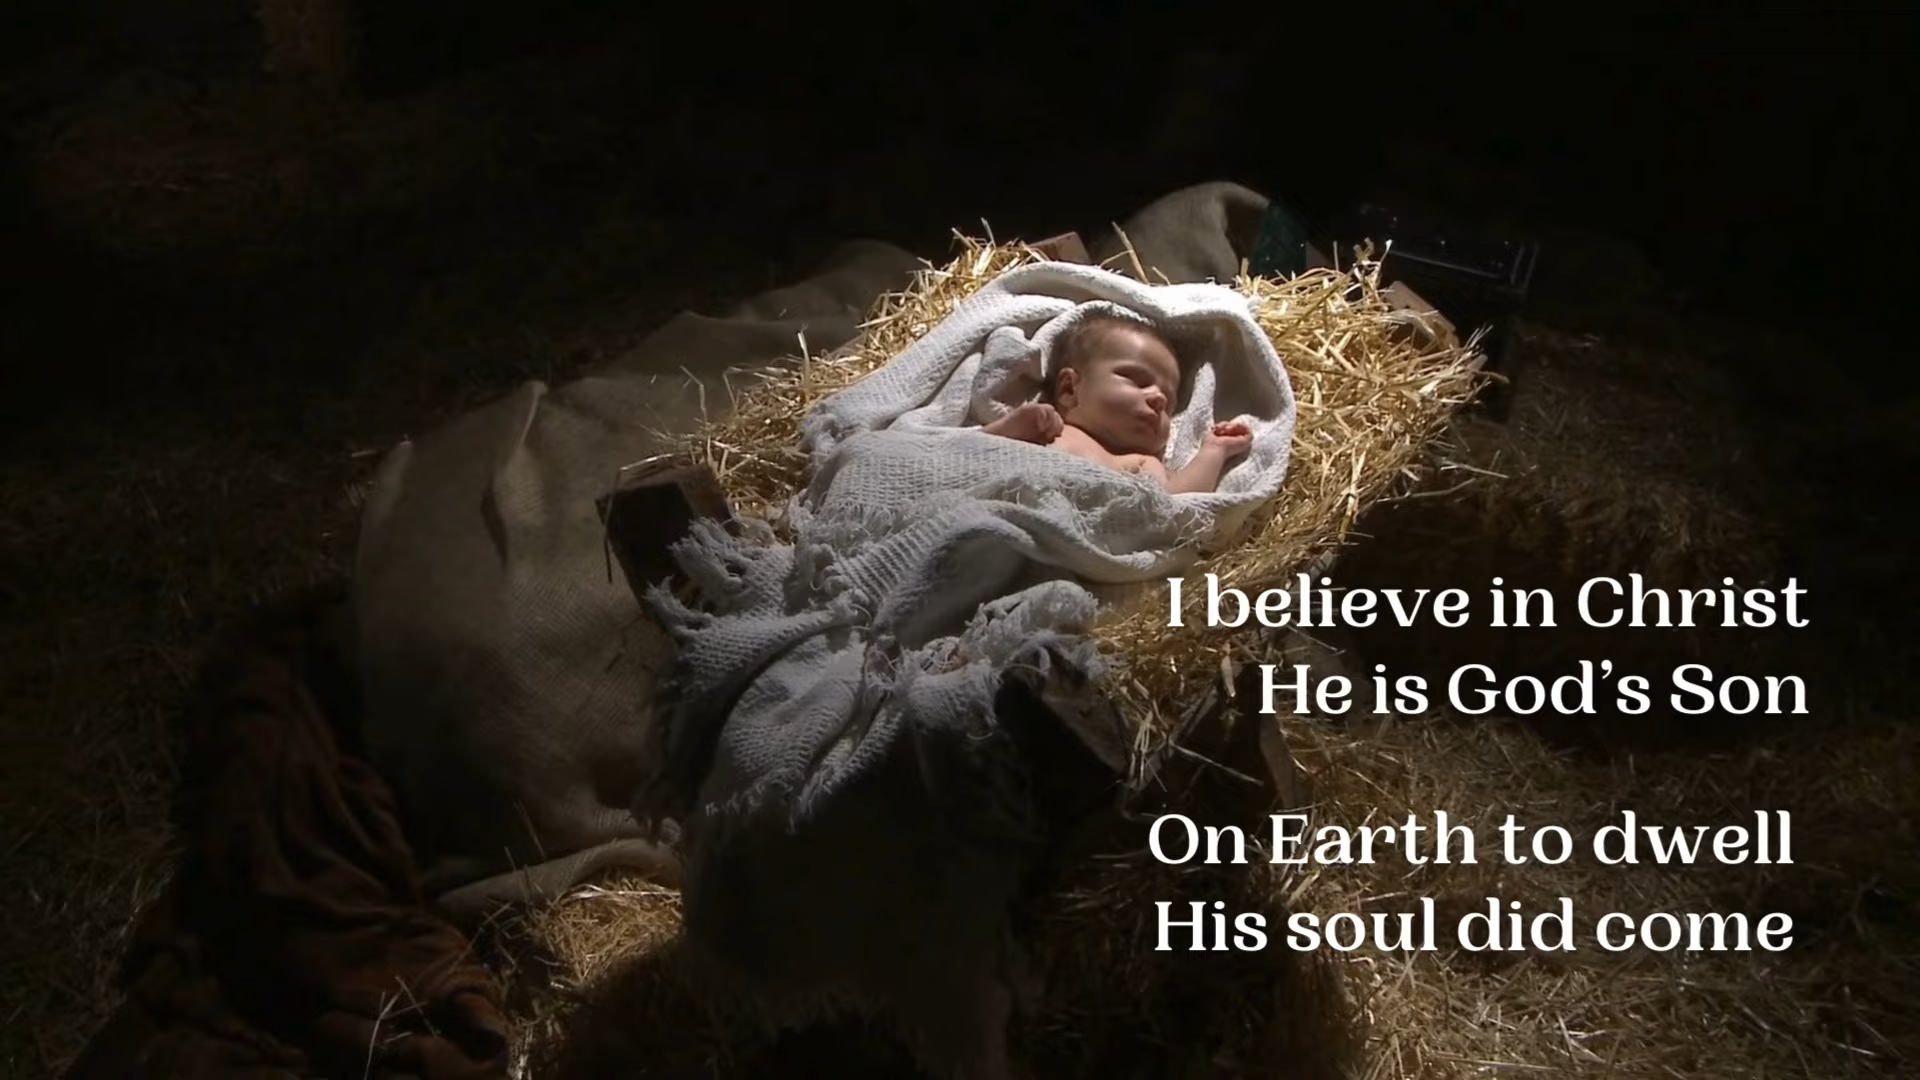 I believe in Christ
He is God’s Son
On Earth to dwell
His soul did come